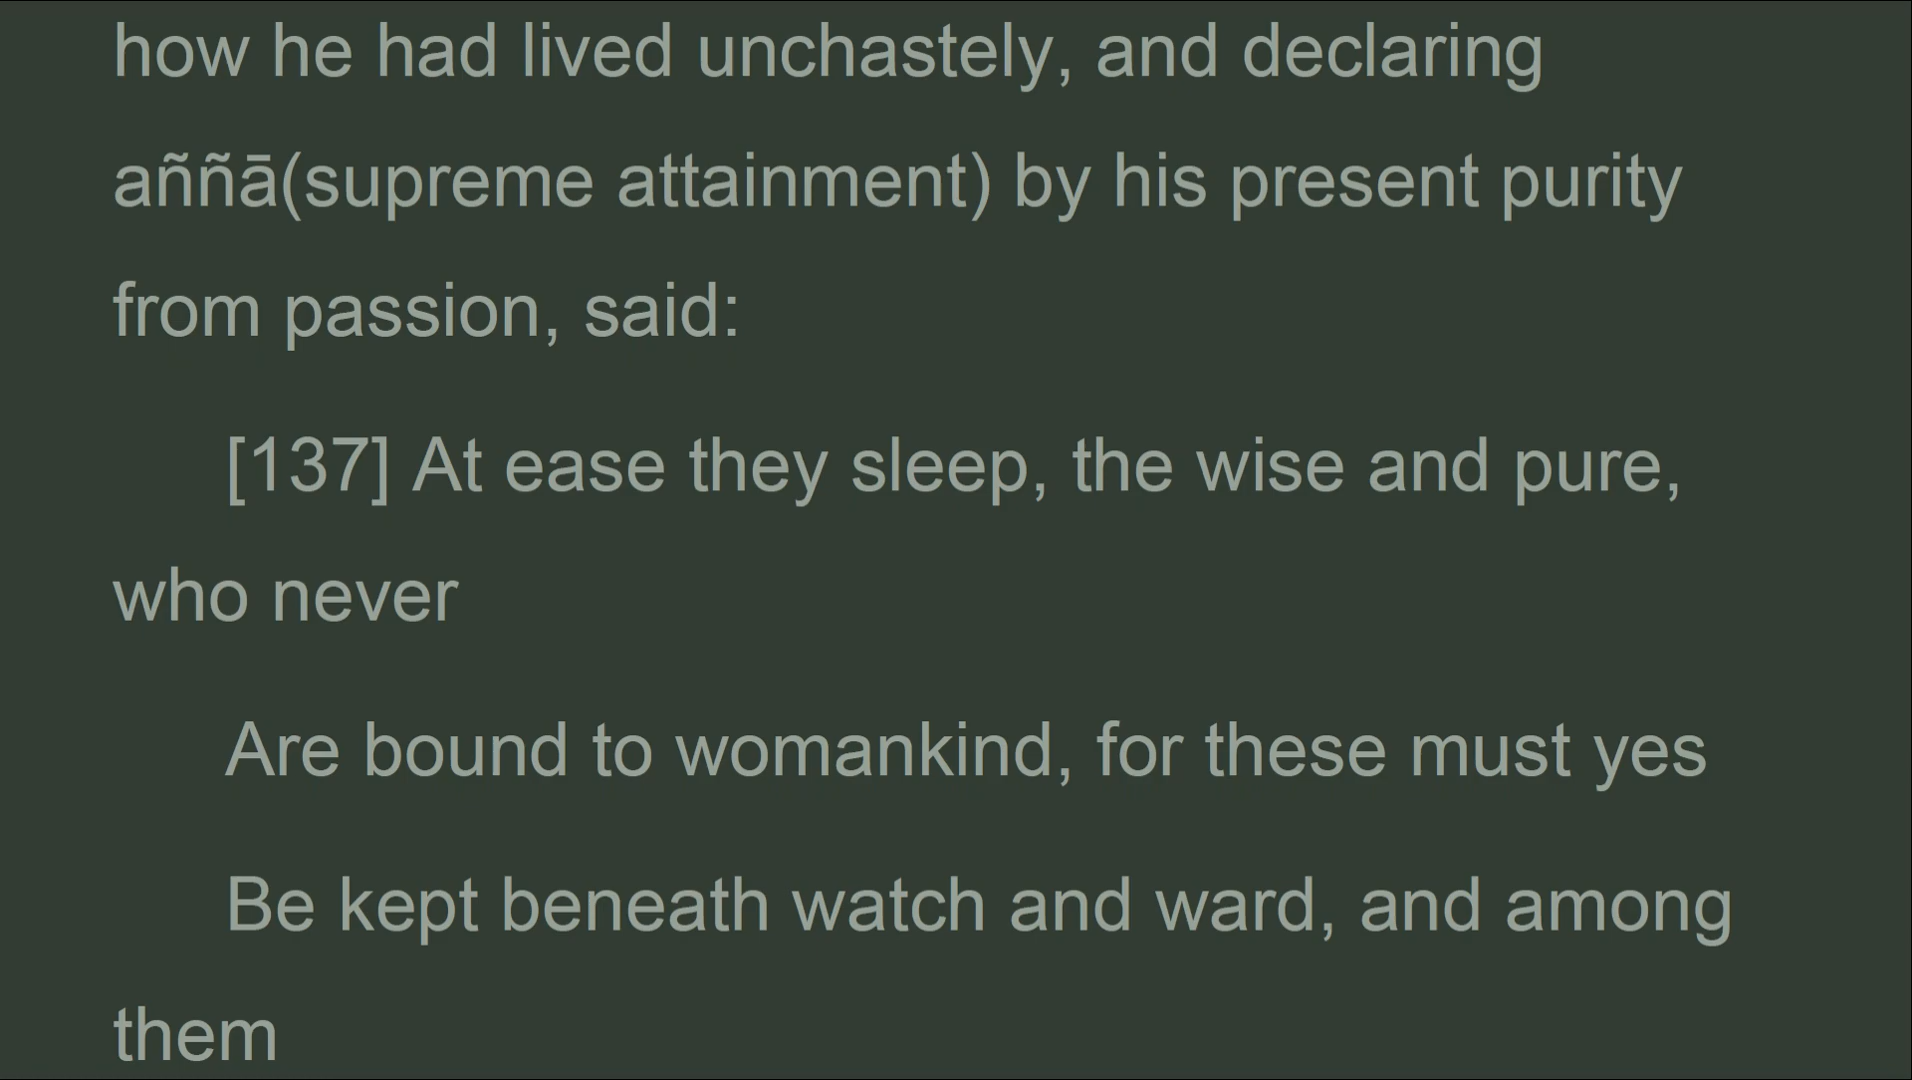 how he had lived unchastely, and declaring
aññā(supreme attainment) by his present purity
from passion, said:
[137] At ease they sleep, the wise and pure,
who never
Are bound to womankind, for these must yes
Be kept beneath watch and ward, and among
them